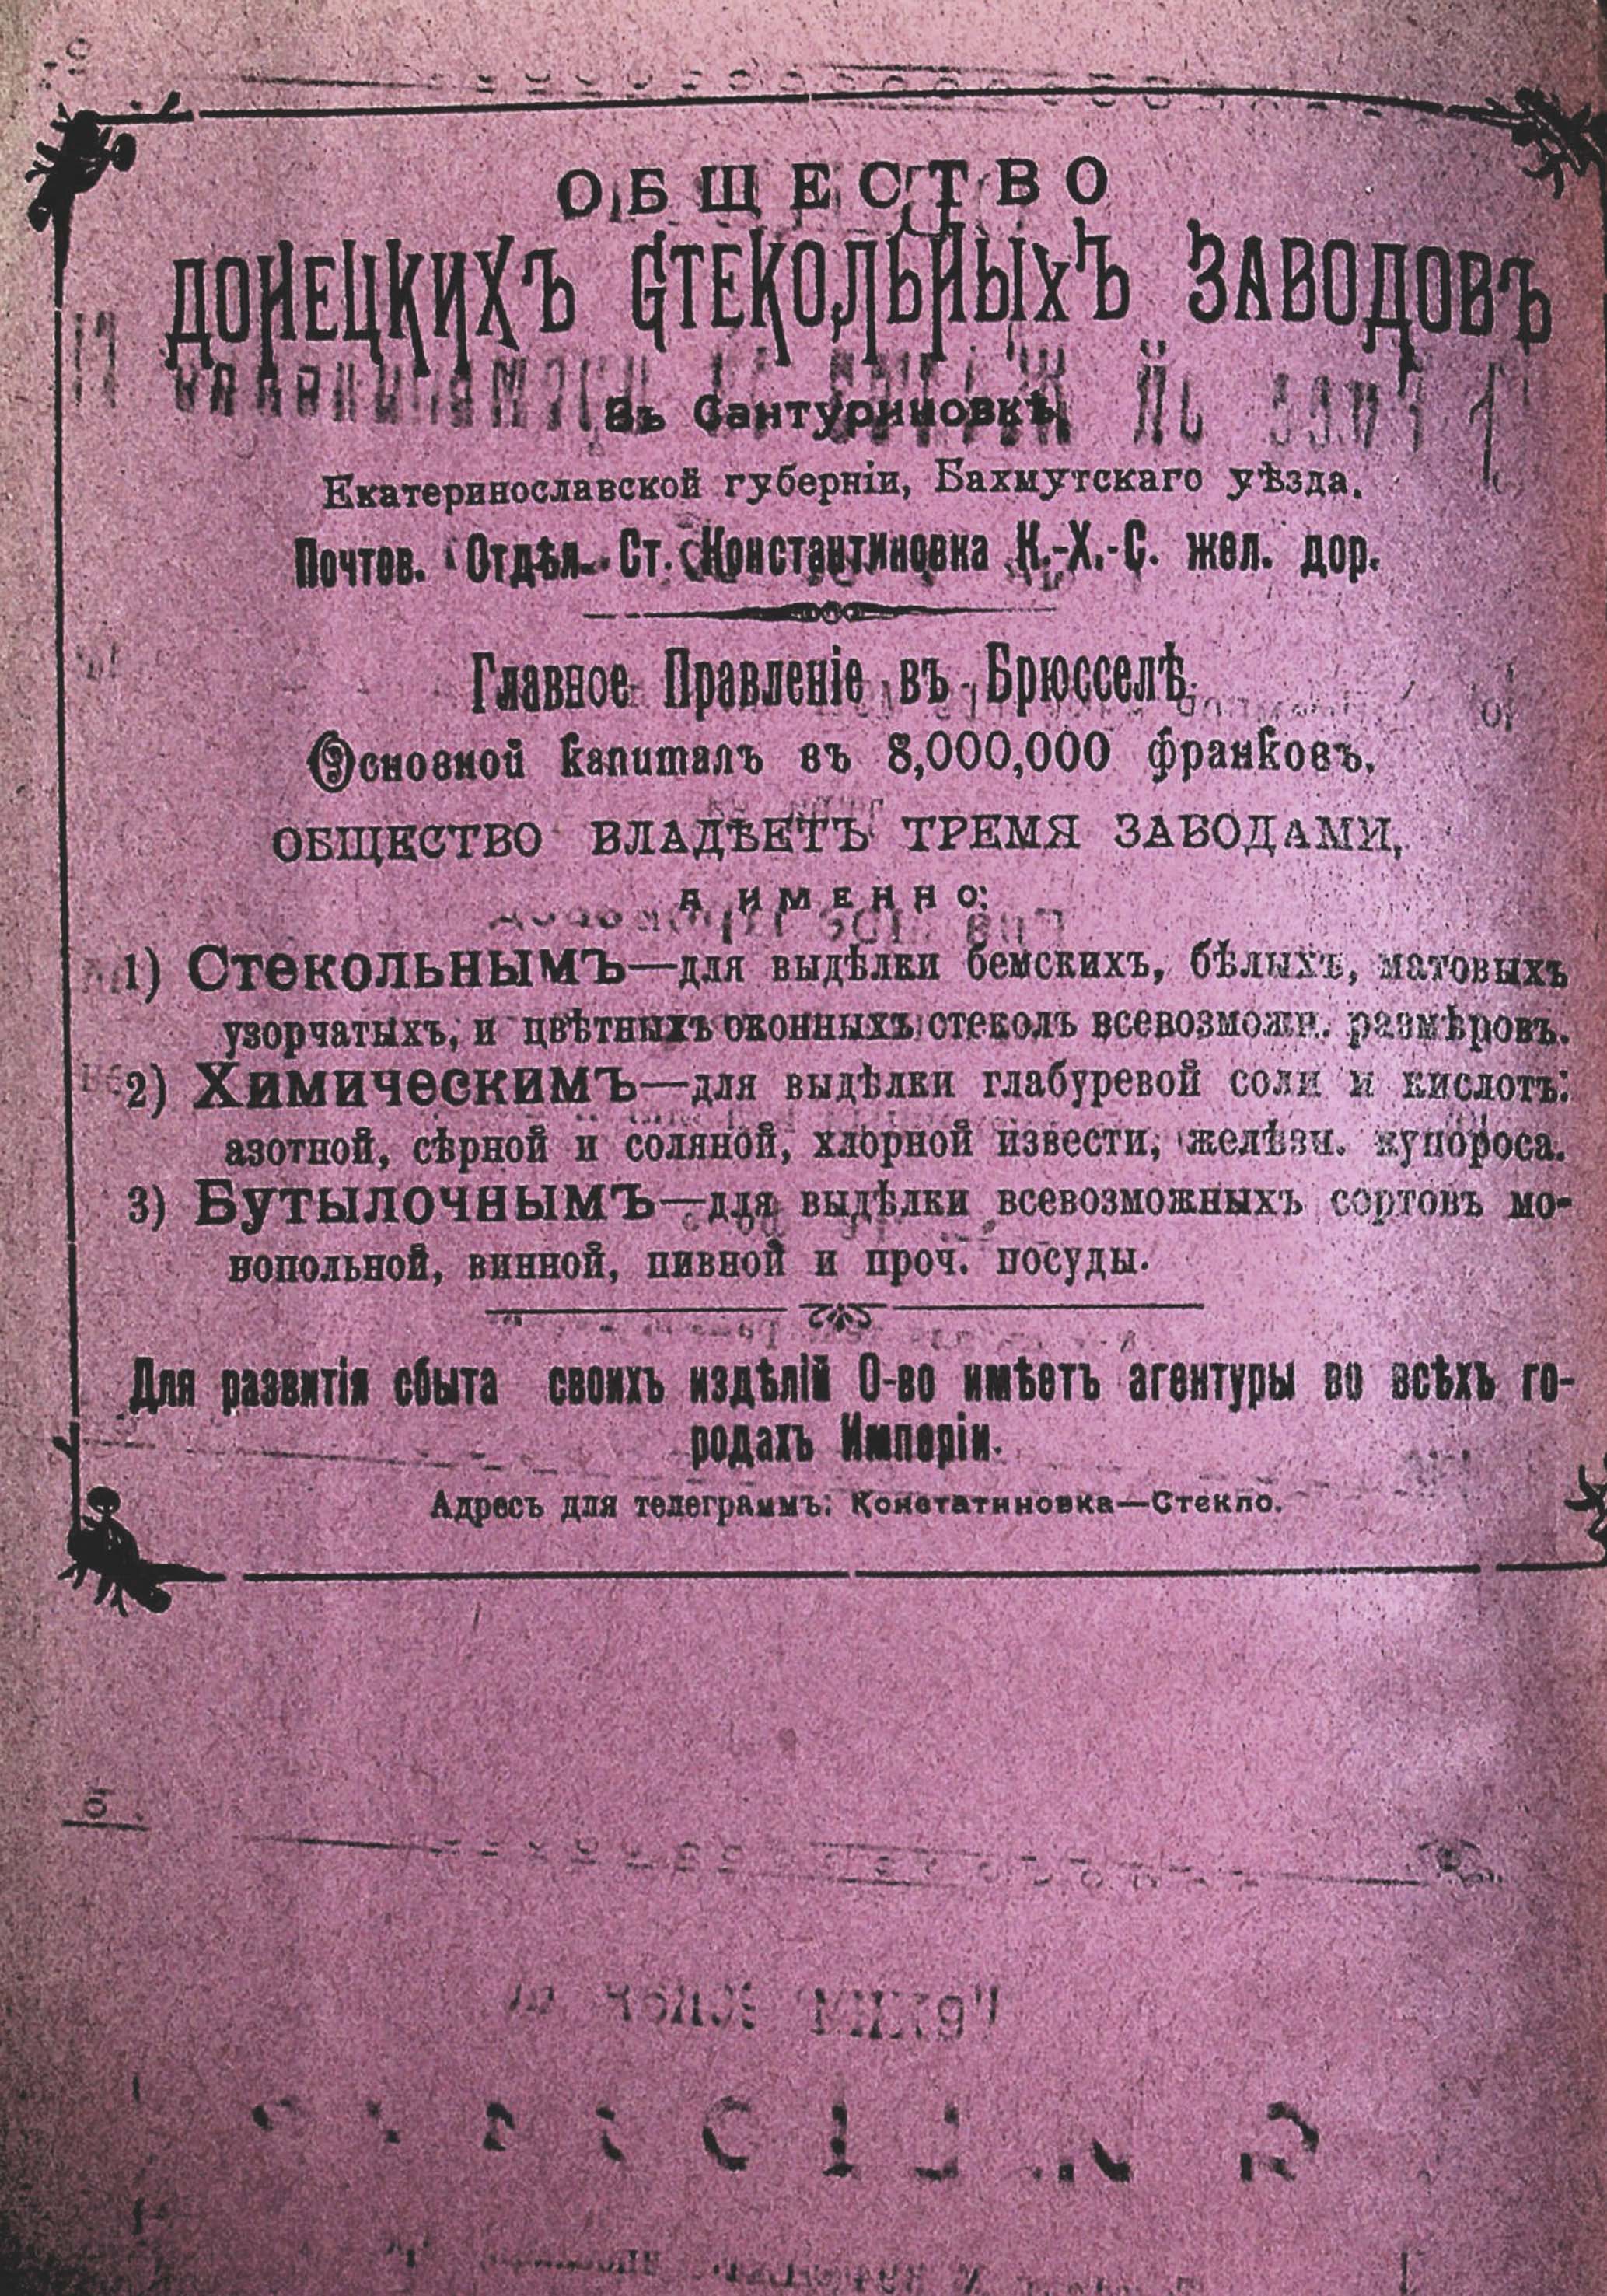 ОБЩЕСТВО
ДОНЕЦКИХЪ СТЕКОЛЬНЫХЪ ЗАВОДОВЪ
въ Сантуриновкѣ,
Екатеринославской губерніи, Бахмутскаго уѣзда.
Почтов. Отдѣл. Ст. Константиновка К.-Х.-С. жел. дор.
Главное Правленіе въ Брюсселѣ.
Основной капиталъ въ 8,000,000 франковъ.
ОБЩЕСТВО ВЛАДѢЕТЪ ТРЕМЯ ЗАВОДАМИ,
А ИМЕННО:
1) Стекольнымъ—для выдѣлки бемскихъ, бѣлыхъ, матовыхъ
узорчатыхъ, и цвѣтныхъ оконныхъ стеколъ всевозможн. размѣровъ.
2) Химическимъ—для выдѣлки глабуревой соли и кислотъ:
азотной, сѣрной и соляной, хлорной извести, желѣзн. купороса.
3) Бутылочнымъ—для выдѣлки всевозможныхъ сортовъ мо-
нопольной, винной, пивной и проч. посуды.
Для развитія сбыта своихъ издѣлій О-во имѣетъ агентуры во всѣхъ го-
родахъ Имперіи.
Адресъ для телеграммъ: Констатиновка—Стекло.